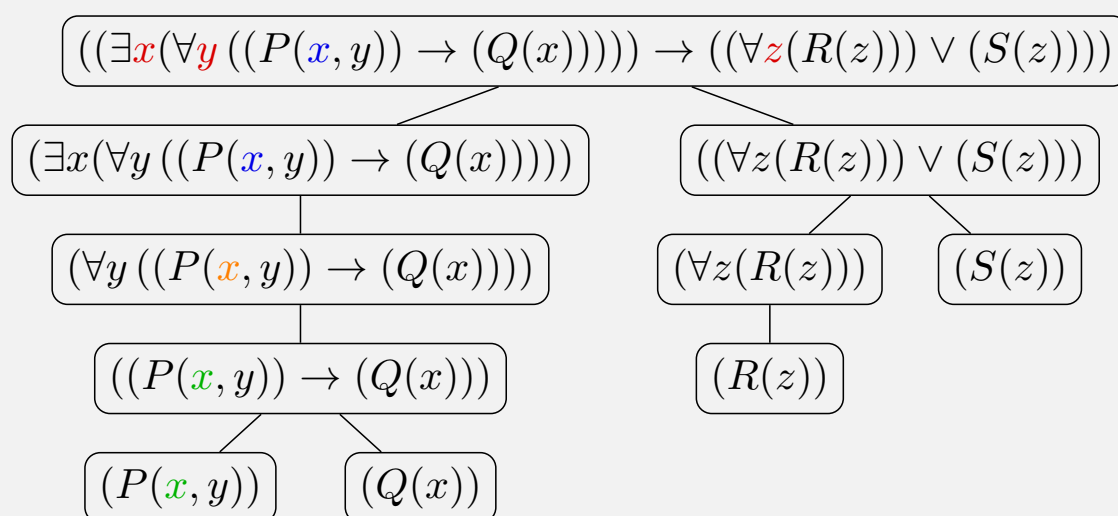 ((∃x(∀y ((P(x, y)) → (Q(x))))) → ((∀z(R(z))) ∨ (S(z))))
(∃x(∀y ((P(x, y)) → (Q(x)))))
((∀z(R(z))) ∨ (S(z)))
(∀y ((P(x, y)) → (Q(x))))
(∀z(R(z)))
(S(z))
((P(x, y)) → (Q(x)))
(R(z))
(P(x, y))
(Q(x))